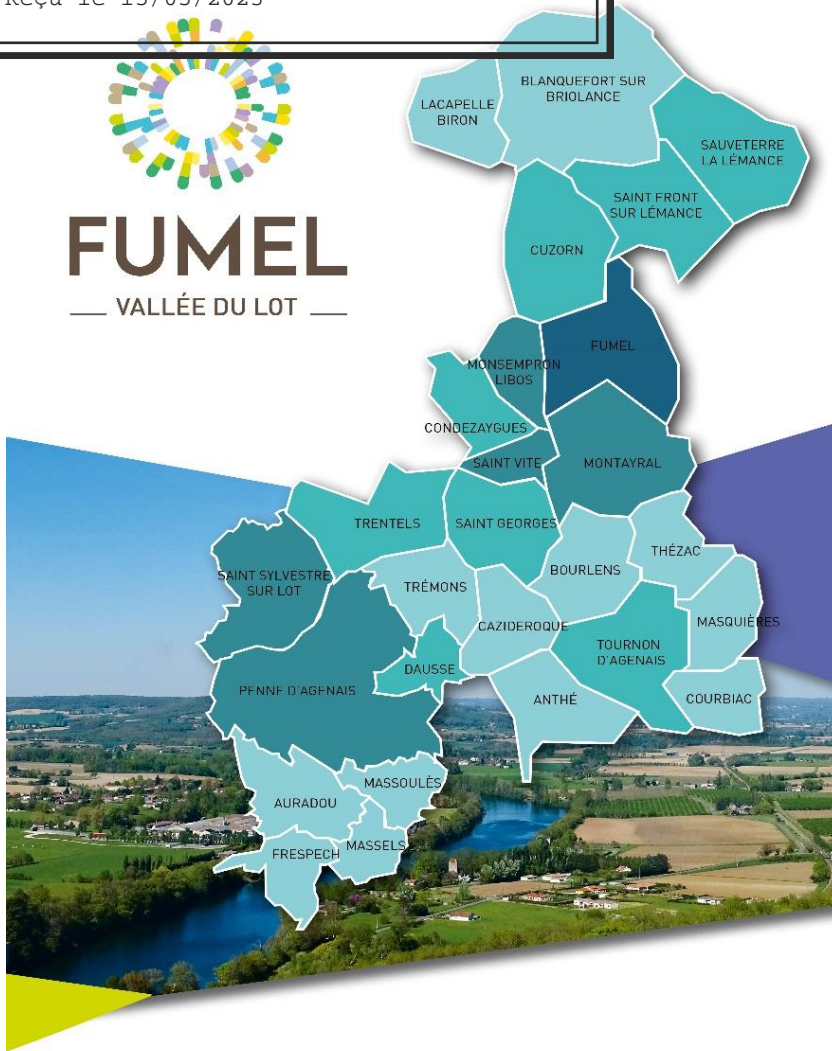 Reçu le 15/05/2025
FUMEL
VALLÉE DU LOT
LACAPELLE
BIRON
BLANQUEFORT SUR
BRIOLANCE
SAUVETERRE
LA LÉMANCE
SAINT FRONT
SUR LÉMANCE
CUZORN
FUMEL
MONSEMPRON
LIBOS
CONDEZAYGUES
SAINT VITE
MONTAYRAL
TRENTELS
SAINT GEORGES
THÉZAC
BOURLENS
SAINT SYLVESTRE
SUR LOT
TRÉMONS
CAZIDEROQUE
MASQUIÈRES
TOURNON
D'AGENAIS
DAUSSE
PENNE D'AGENAIS
ANTHÉ
COURBIAC
MASSOULÈS
AURADOU
MASSELS
FRESPECH